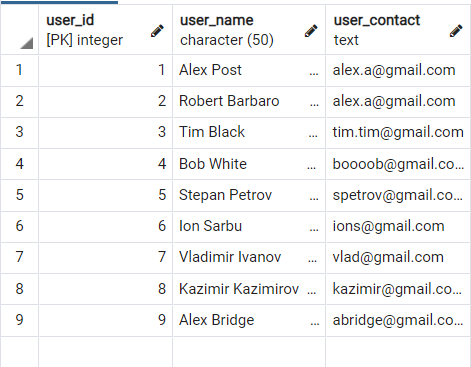 user_id user_name user_contact
[PK] integer character (50) text
1 1 Alex Post ... alex.a@gmail.com
2 2 Robert Barbaro ... alex.a@gmail.com
3 3 Tim Black ... tim.tim@gmail.com
4 4 Bob White ... boooob@gmail.co...
5 5 Stepan Petrov ... spetrov@gmail.co...
6 6 Ion Sarbu ... ions@gmail.com
7 7 Vladimir Ivanov ... vlad@gmail.com
8 8 Kazimir Kazimirov ... kazimir@gmail.co...
9 9 Alex Bridge ... abridge@gmail.co...